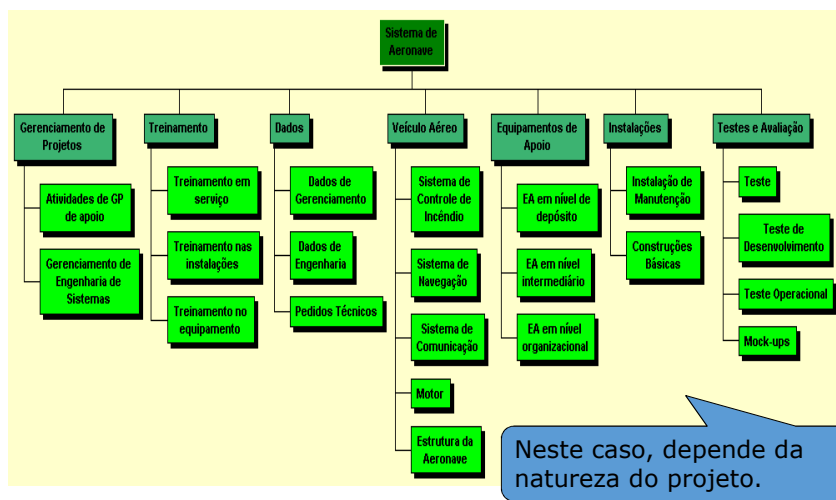 Sistema de
Aeronave
Gerenciamento de
Projetos
Treinamento
Dados
Veículo Aéreo
Equipamentos de
Apoio
Instalações
Testes e Avaliação
Atividades de GP
de apoio
Gerenciamento de
Engenharia de
Sistemas
Treinamento em
serviço
Treinamento nas
instalações
Treinamento no
equipamento
Dados de
Gerenciamento
Dados de
Engenharia
Pedidos Técnicos
Sistema de
Controle de
Incêndio
Sistema de
Navegação
Sistema de
Comunicação
Motor
Estrutura da
Aeronave
EA em nível de
depósito
EA em nível
intermediário
EA em nível
organizacional
Instalação de
Manutenção
Construções
Básicas
Teste
Teste de
Desenvolvimento
Teste Operacional
Mock-ups
Neste caso, depende da
natureza do projeto.